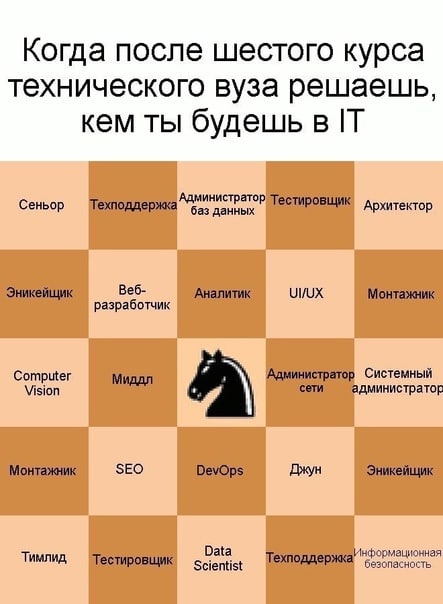 Когда после шестого курса
технического вуза решаешь,
кем ты будешь в IT
Сеньор
Техподдержка
Администратор
баз данных
Тестировщик
Архитектор
Эникейщик
Веб-
разработчик
Аналитик
UI/UX
Монтажник
Computer
Vision
Миддл
Администратор
сети
Системный
администратор
Монтажник
SEO
DevOps
Джун
Эникейщик
Тимлид
Тестировщик
Data
Scientist
Техподдержка
Информационная
безопасность